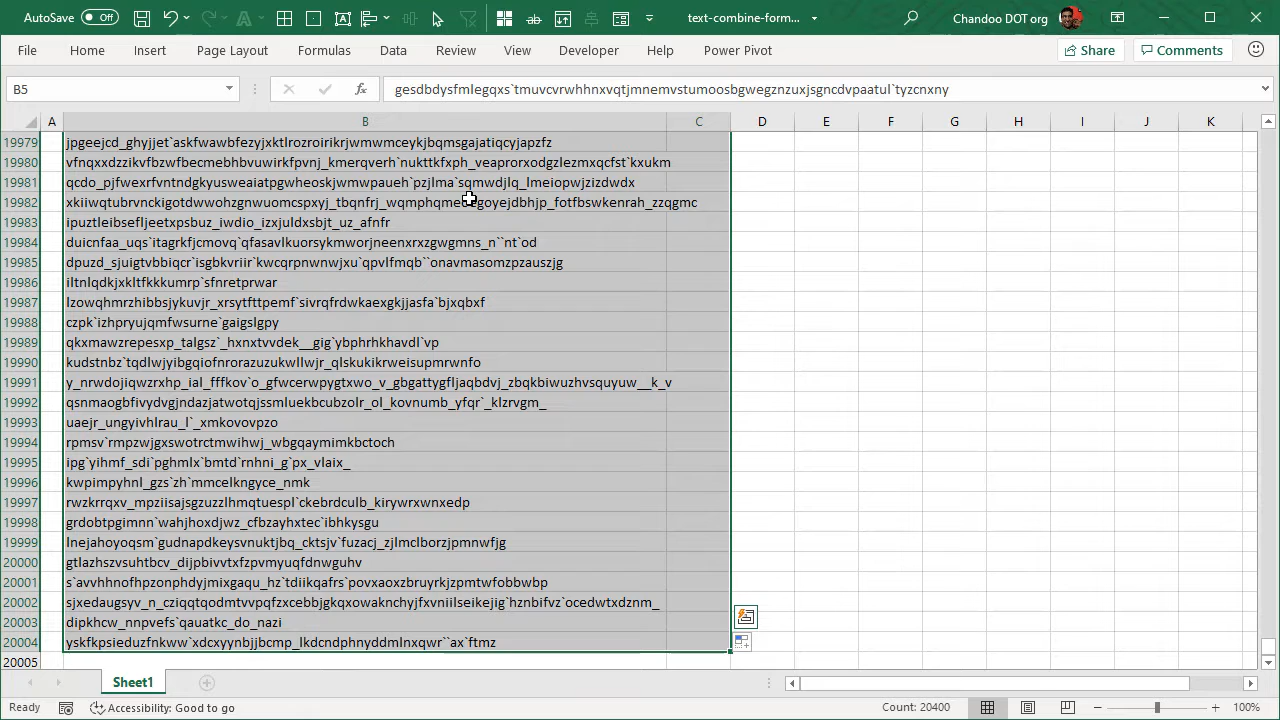 AutoSave Off text-combine-form... Chandoo DOT org
File Home Insert Page Layout Formulas Data Review View Developer Help Power Pivot Share Comments
B5 fx gesdbdysfmlegqxs`tmuvcvrwhhnxvqtjmnemvstumoosbgwegznzuxjsgncdvpaatul`tyzcnxny
A B C D E F G H I J K
19979 jpgeejcd_ghyjjet`askfwawbfezyjxktlrozroirikrjwmwmceykjbqmsgajatiqcyjapzfz
19980 vfnqxxdzzikvfbzwfbecmebhbvuwirkfpvnj_kmerqverh`nukttkfxph_veaprorxodgzlezmxqcfst`kxukm
19981 qcdo_pjfwexrfvntndgkyusweaiatpgwheoskjwmwpaueh`pzjlma`sqmwdjlq_lmeiopwjzizdwdx
19982
19983 ipuztleibsefljeetxpsbuz_iwdio_izxjuldxsbjt_uz_afnfr
19984 duicnfaa_uqs`itagrkfjcmovq`qfasavlkuorsykmworjneenxrxzgwgmns_n``nt`od
19985 dpuzd_sjuigtvbbiqcr`isgbkvriir`kwcqrpnwnwjxu`qpvlfmqb``onavmasomzpzauszjg
19986 iltnlqdkjxkltfkkkumrp`sfnretprwar
19987 lzowqhmrzhibbsjykuvjr_xrsytfttpemf`sivrqfrdwkaexgkjjasfa`bjxqbxf
19988 czpk`izhpryujqmfwsurne`gaigslgpy
19989 qkxmawzrepesxp_talgsz`_hxnxtvvdek__gig`ybphrhkhavdl`vp
19990 kudstnbz`tqdlwjyibgqiofnrorazuzukwllwjr_qlskukikrweisupmrwnfo
19991 y_nrwdojiqwzrxhp_ial_fffkov`o_gfwcerwpygtxwo_v_gbgattygfljaqbdvj_zbqkbiwuzhvsquyuw__k_v
19992 qsnmaogbfivydvgjndazjatwotqjssmluekbcubzolr_ol_kovnumb_yfqr`_klzrvgm_
19993 uaejr_ungyivhlrau_l`_xmkovovpzo
19994 rpmsv`rmpzwjgxswotrctmwihwj_wbgqaymimkbctoch
19995 ipg`yihmf_sdi`pghmlx`bmtd`rnhni_g`px_vlaix_
19996 kwpimpyhnl_gzs`zh`mmcelkngyce_nmk
19997 rwzkrrqxv_mpziisajsgzuzzlhmqtuespl`ckebrdculb_kirywrxwnxedp
19998 grdobtpgimnn`wahjhoxdjwz_cfbzayhxtec`ibhkysgu
19999 lnejahoyoqsm`gudnapdkeysvnuktjbq_cktsjv`fuzacj_zjlmclborzjpmnwfjg
20000 gtlazhszvsuhtbcv_dijpbivvtxfzpvmyuqfdnwguhv
20001 s`avvhhnofhpzonphdyjmixgaqu_hz`tdiikqafrs`povxaoxzbruyrkjzpmtwfobbwbp
20002 sjxedaugsyv_n_cziqqtqodmtvvpqfzxcebbjgkqxowaknchyjfxvniilseikejig`hznbifvz`ocedwtxdznm_
20003 dipkhcw_nnpvefs`qauatkc_do_nazi
20004 yskfkpsieduzfnkww`xdcxyynbjjbcmp_lkdcndphnyddmlnxqwr``ax`ftmz
20005
Sheet1
Ready Accessibility: Good to go Count: 20400 100%